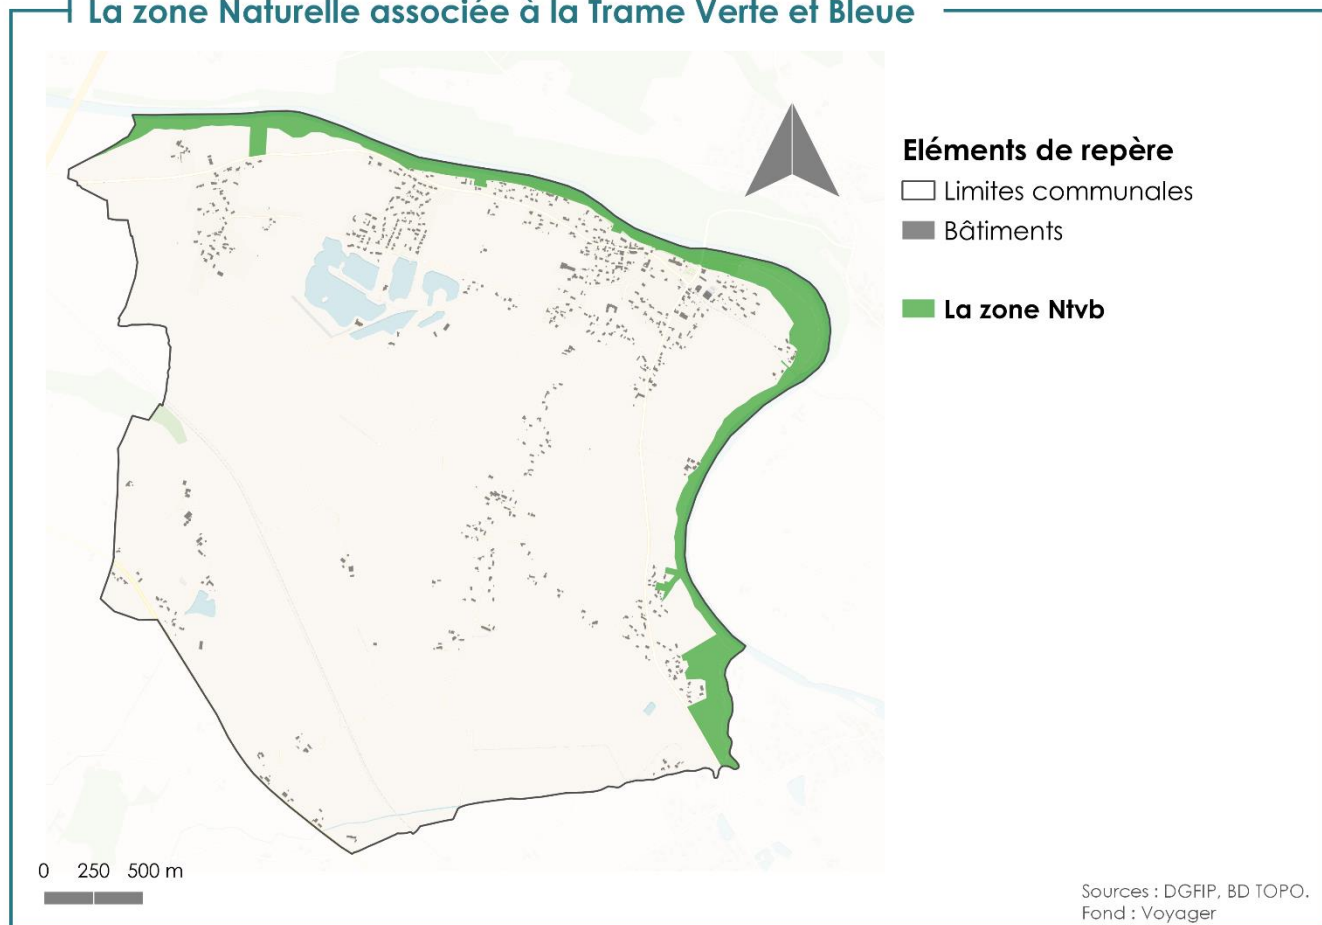 La zone Naturelle associée à la Trame Verte et Bleue
Eléments de repère
Limites communales
Bâtiments
La zone Ntvb
0 250 500 m
Sources : DGFIP, BD TOPO.
Fond : Voyager